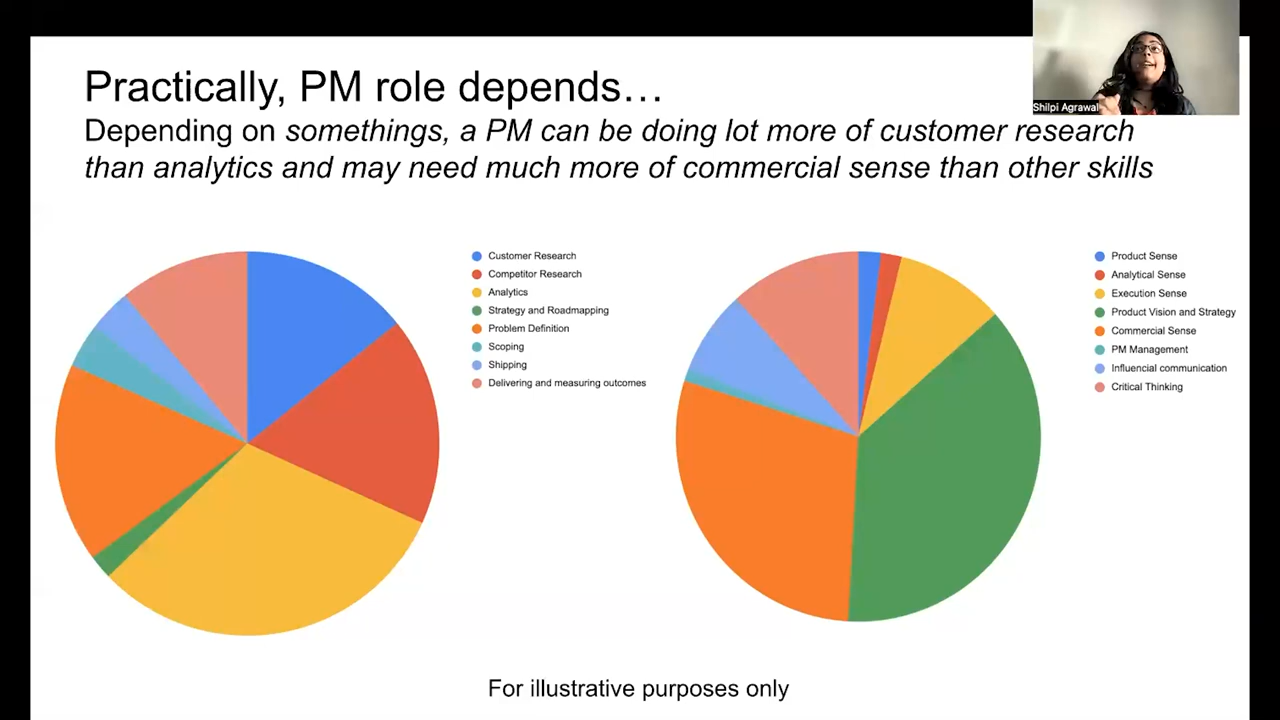 Practically, PM role depends...
Shilpi Agrawal
Depending on somethings, a PM can be doing lot more of customer research
than analytics and may need much more of commercial sense than other skills
Customer Research
Competitor Research
Analytics
Strategy and Roadmapping
Problem Definition
Scoping
Shipping
Delivering and measuring outcomes
Product Sense
Analytical Sense
Execution Sense
Product Vision and Strategy
Commercial Sense
PM Management
Influencial communication
Critical Thinking
For illustrative purposes only